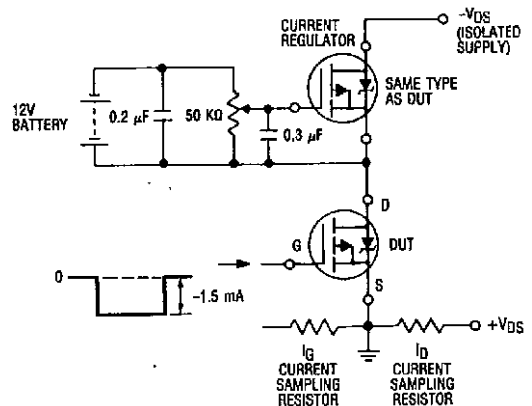 CURRENT
REGULATOR
-VDS
(ISOLATED
SUPPLY)
SAME TYPE
AS DUT
12V
BATTERY
0.2 µF
50 KΩ
0.3 µF
D
G
DUT
S
0
-1.5 mA
+VDS
IG
CURRENT
SAMPLING
RESISTOR
ID
CURRENT
SAMPLING
RESISTOR